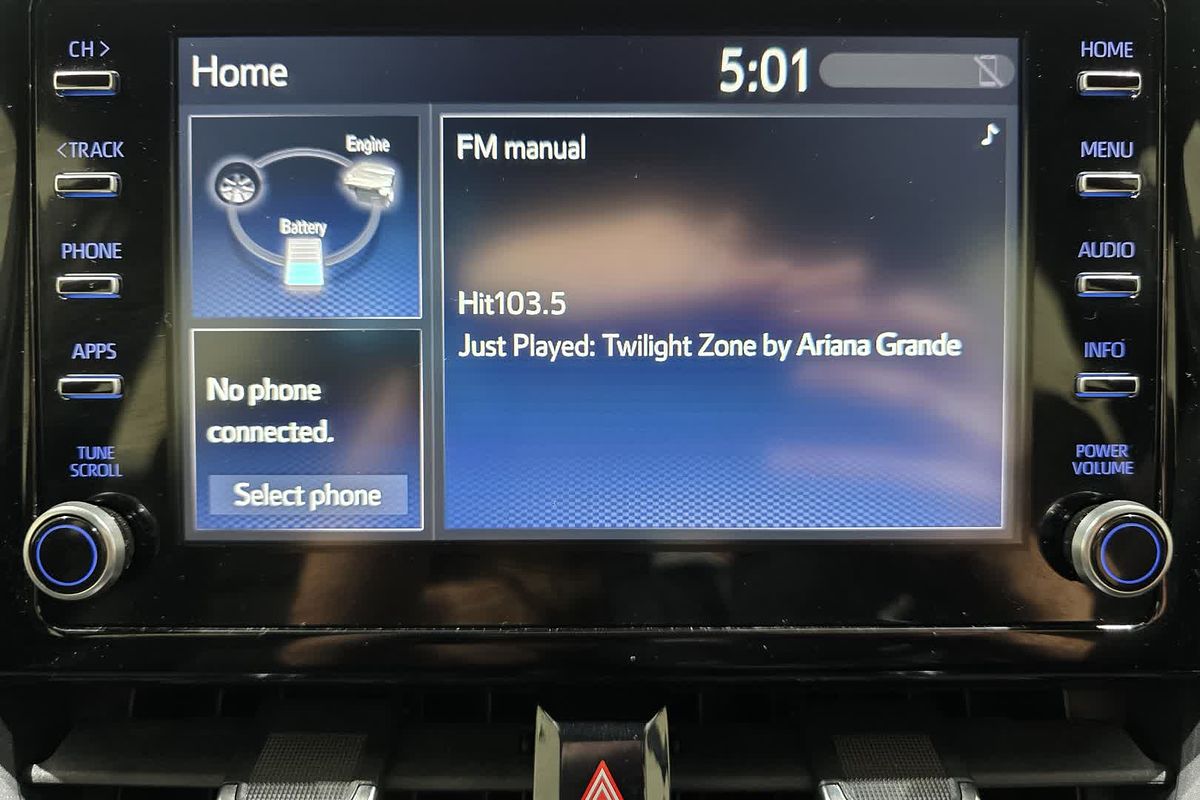 CH >
<TRACK
PHONE
APPS
TUNE
SCROLL
Home
5:01
Engine
Battery
No phone
connected.
Select phone
FM manual
Hit103.5
Just Played: Twilight Zone by Ariana Grande
HOME
MENU
AUDIO
INFO
POWER
VOLUME